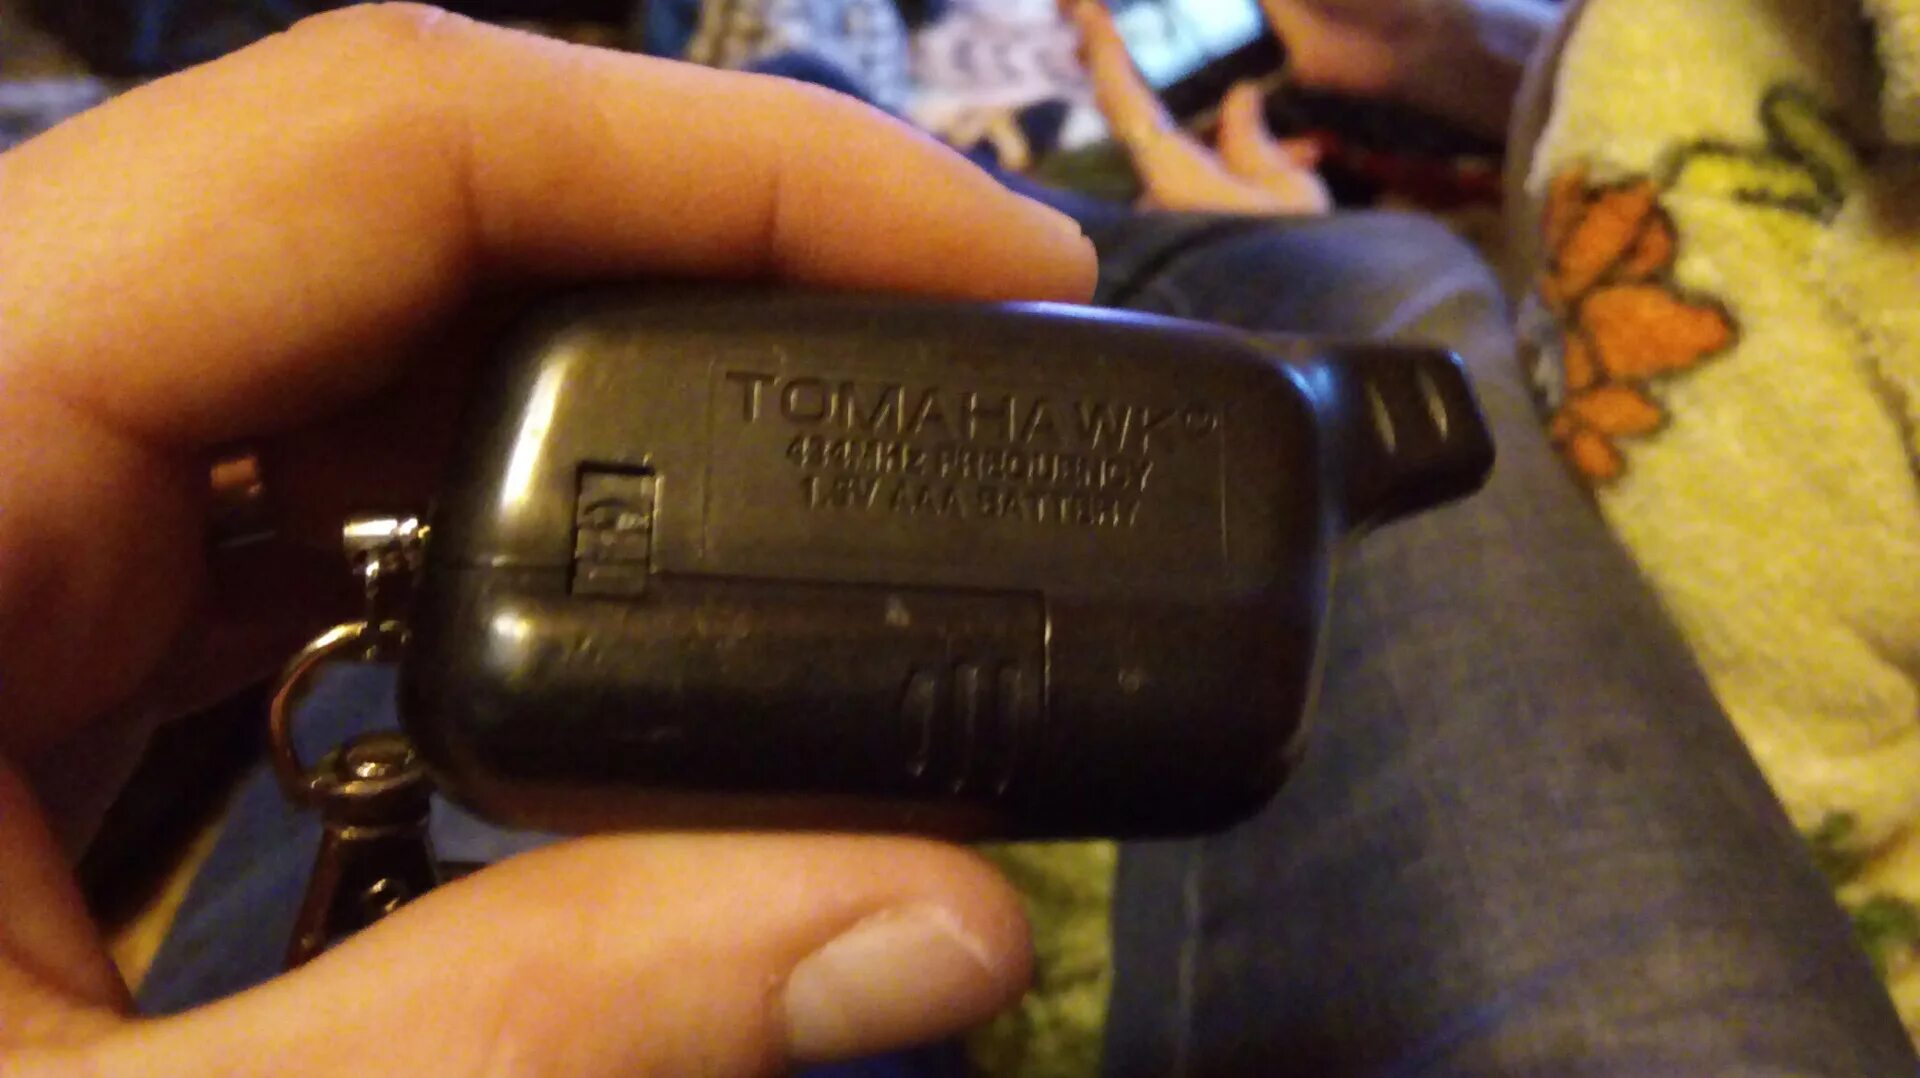 TOMAHAWK®
434MHz FREQUENCY
1.5V AAA BATTERY